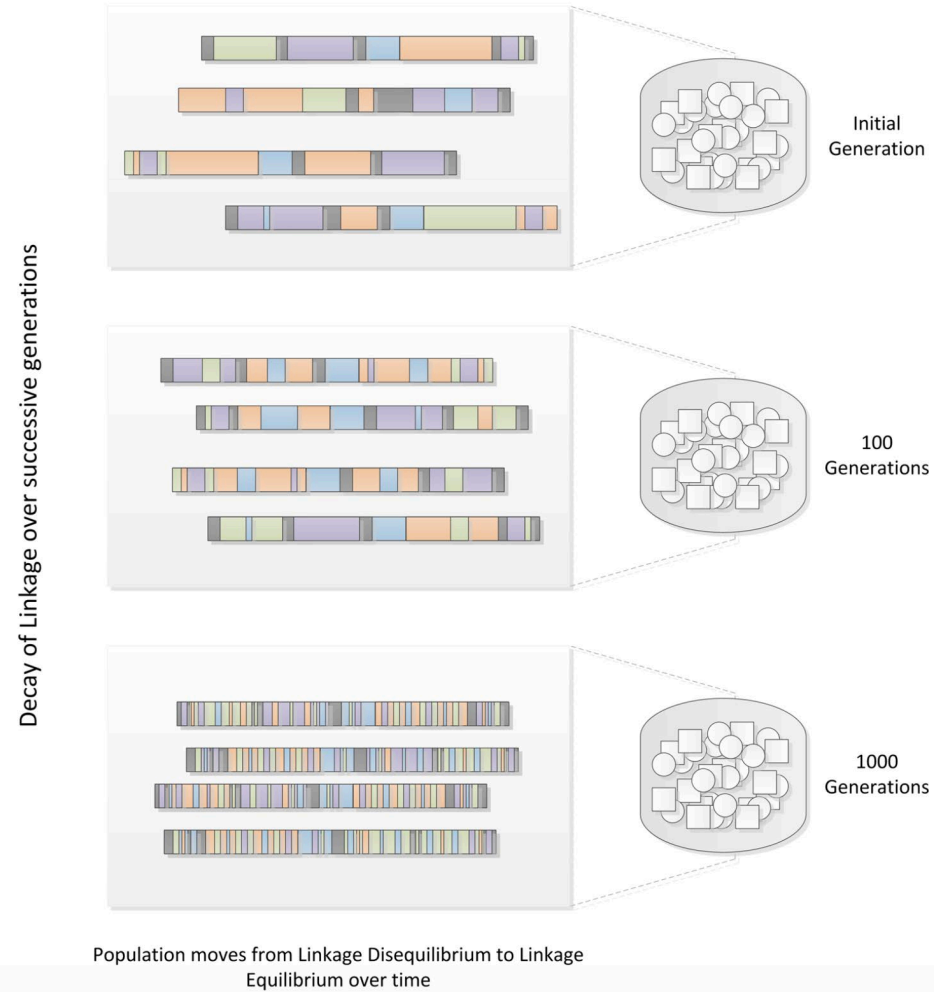 Decay of Linkage over successive generations
Initial
Generation
100
Generations
1000
Generations
Population moves from Linkage Disequilibrium to Linkage
Equilibrium over time